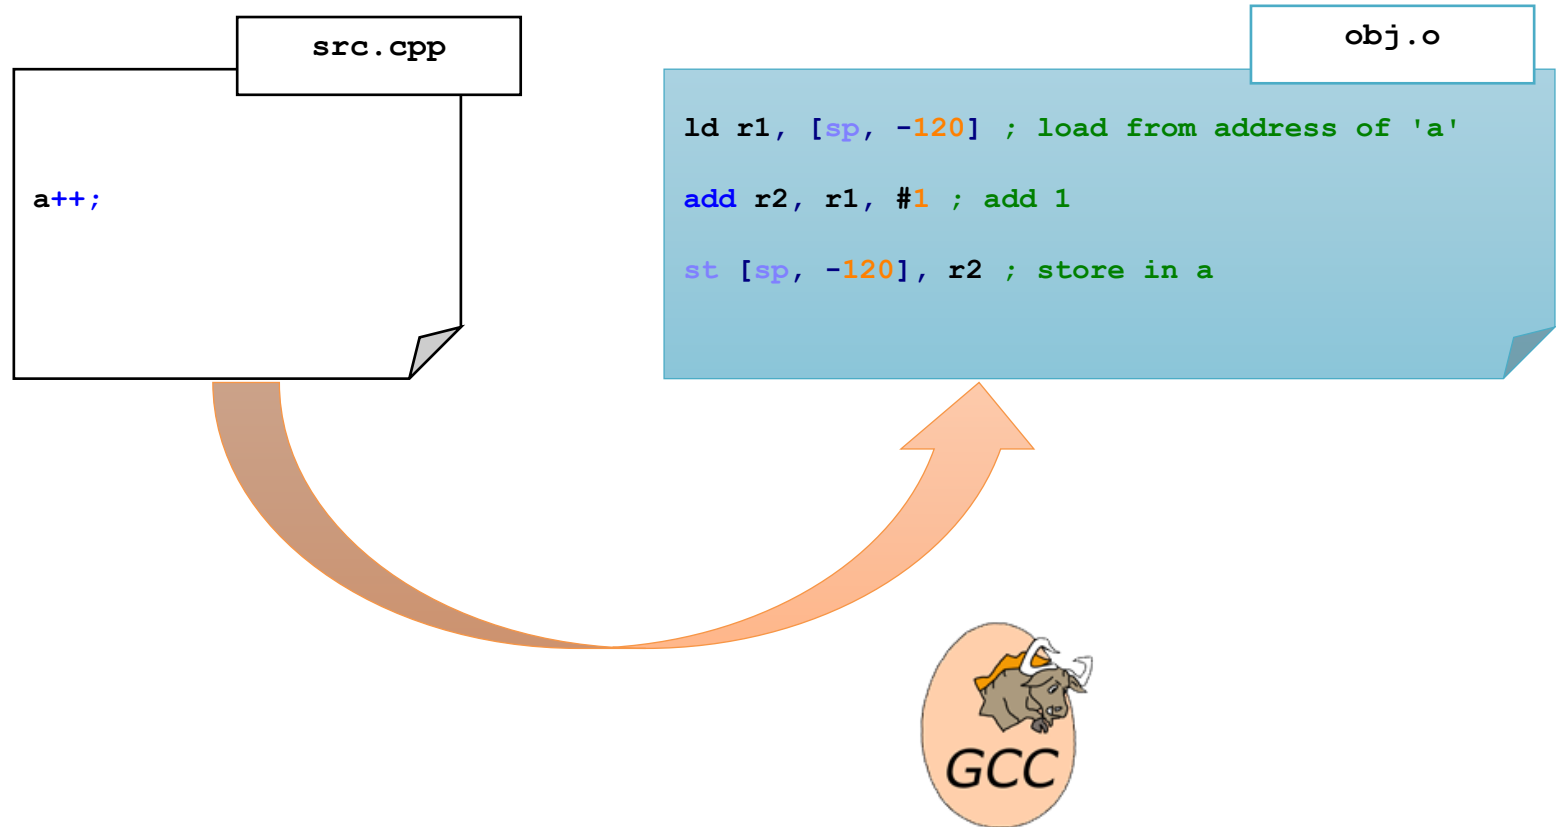 src.cpp
a++;
obj.o
ld r1, [sp, -120] ; load from address of 'a'
add r2, r1, #1 ; add 1
st [sp, -120], r2 ; store in a
GCC